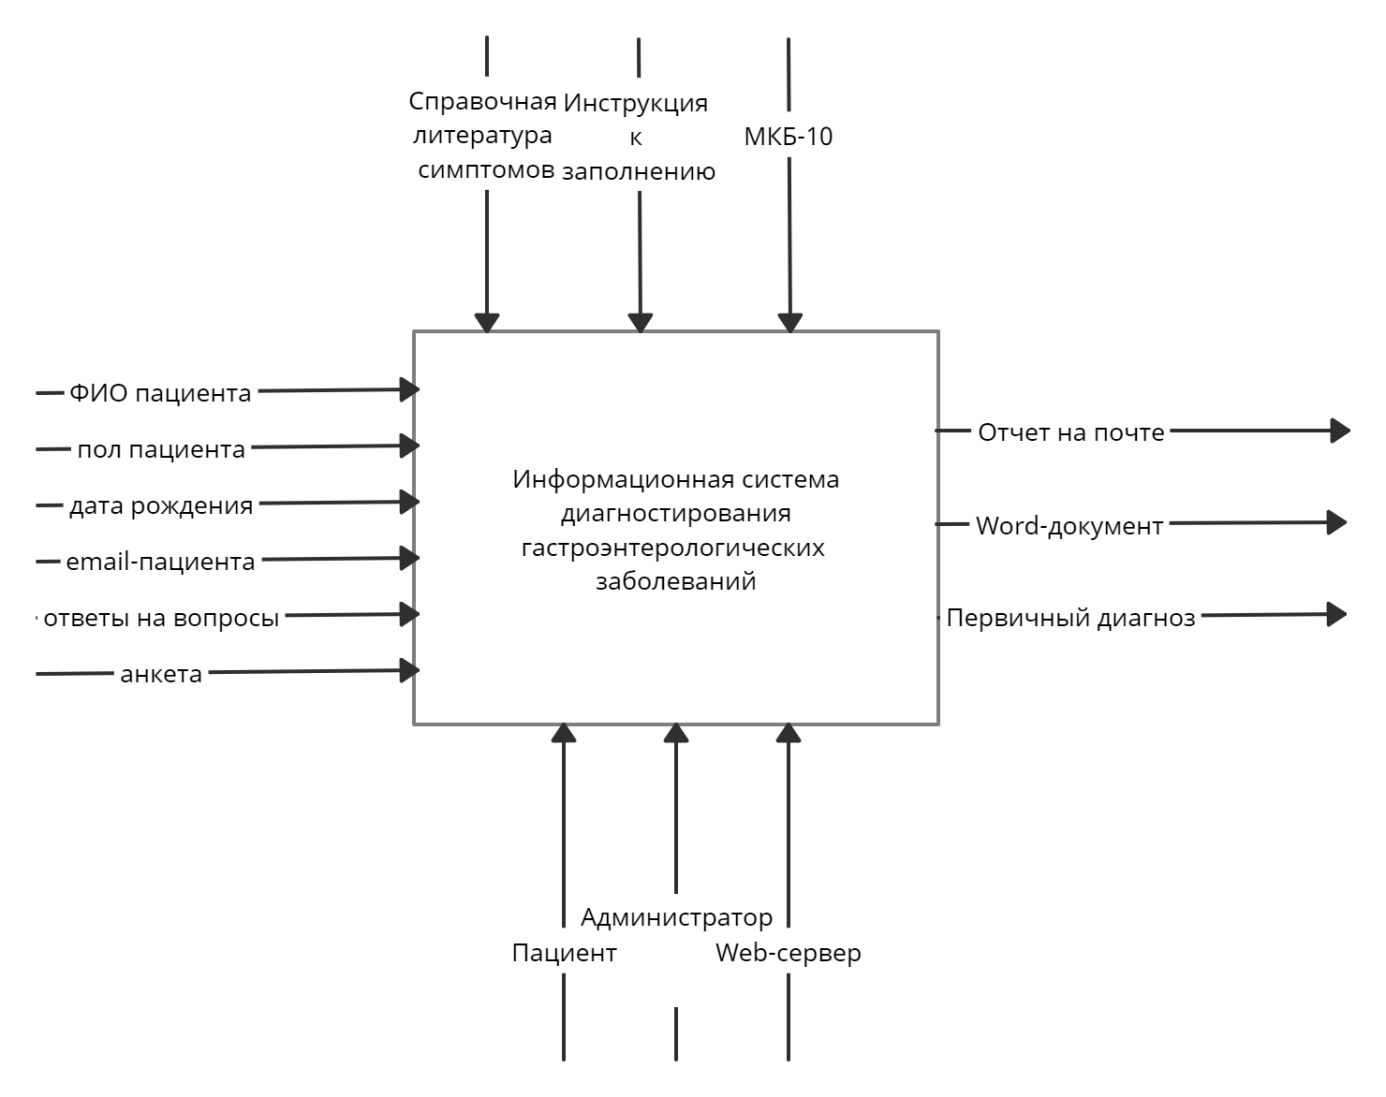 Справочная
литература
симптомов
Инструкция
к
заполнению
МКБ-10
ФИО пациента
пол пациента
дата рождения
email-пациента
ответы на вопросы
анкета
Информационная система
диагностирования
гастроэнтерологических
заболеваний
Отчет на почте
Word-документ
Первичный диагноз
Администратор
Пациент
Web-сервер